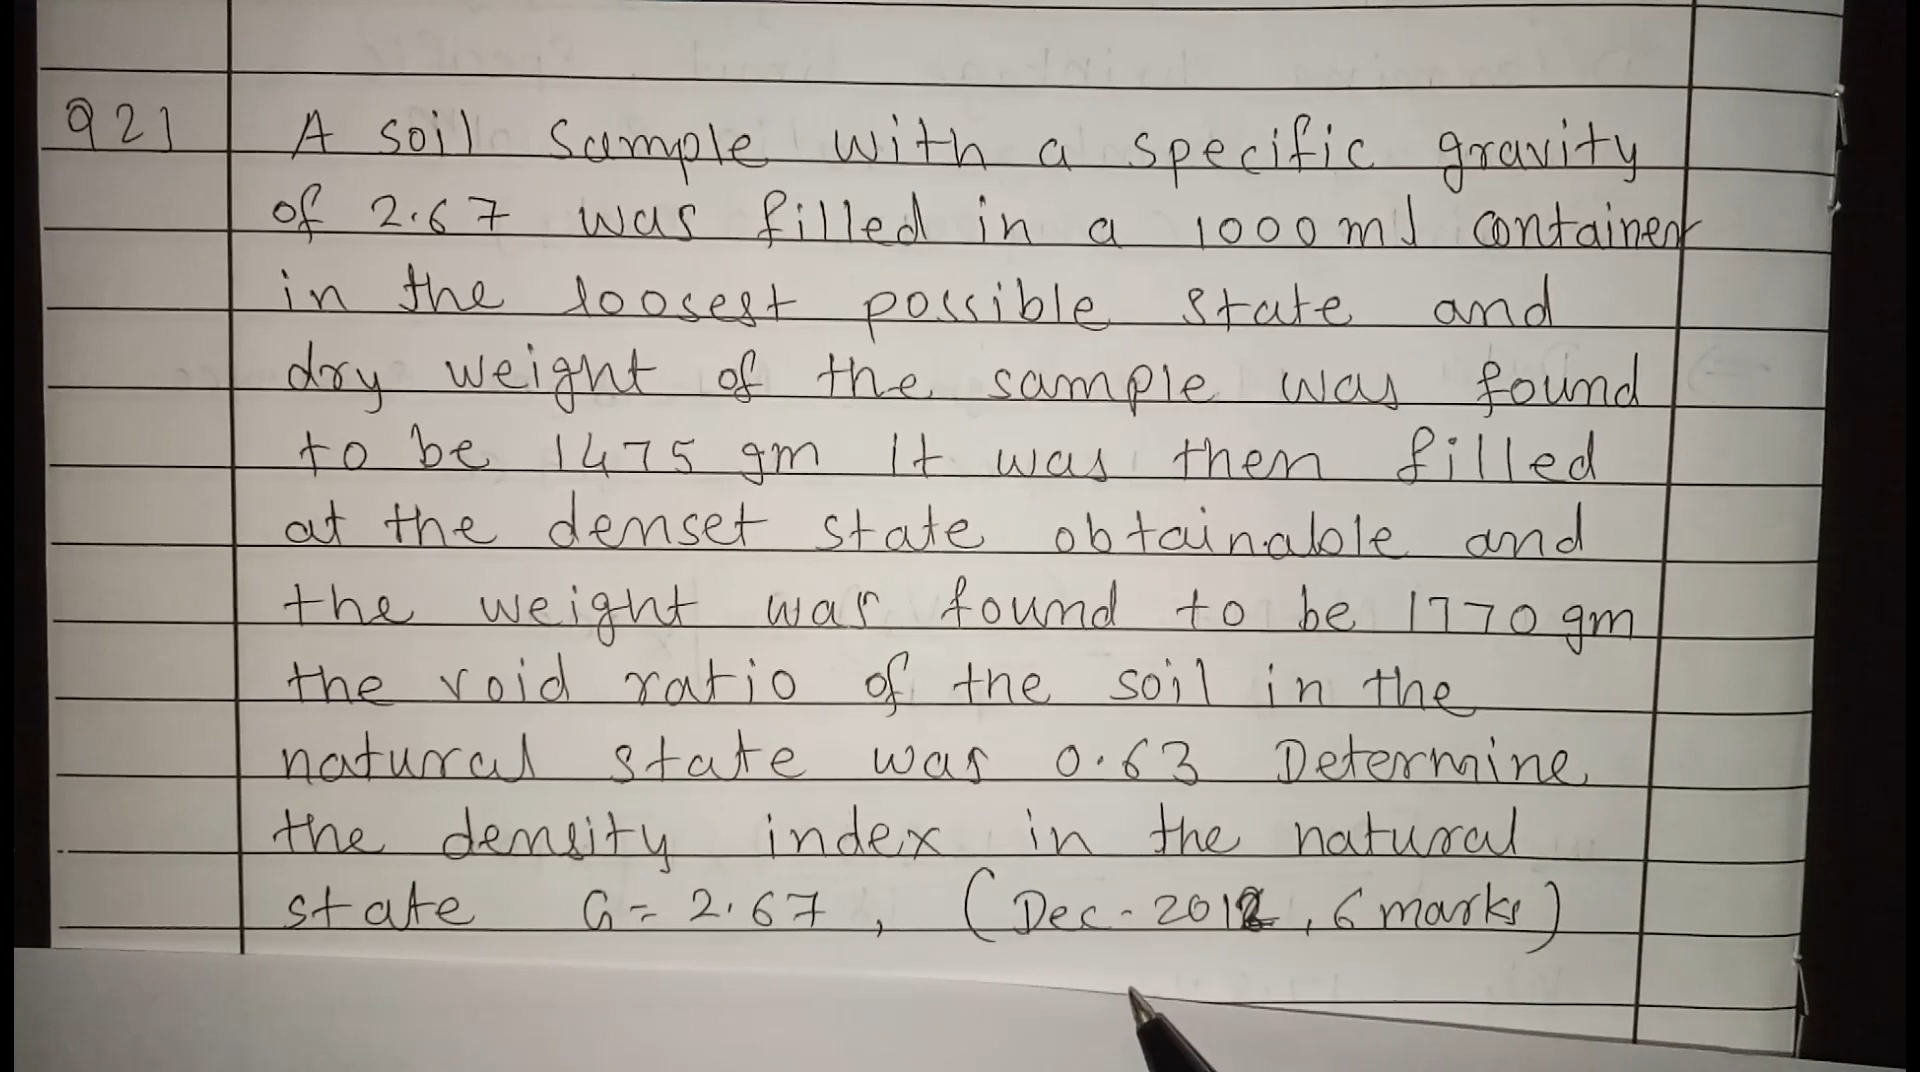 Q21 A soil sample with a specific gravity
of 2.67 was filled in a 1000 ml container
in the loosest possible state and
dry weight of the sample was found
to be 1475 gm It was then filled
at the denset state obtainable and
the weight was found to be 1770 gm
the void ratio of the soil in the
natural state was 0.63 Determine
the density index in the natural
state G = 2.67, (Dec-2012, 6 marks)